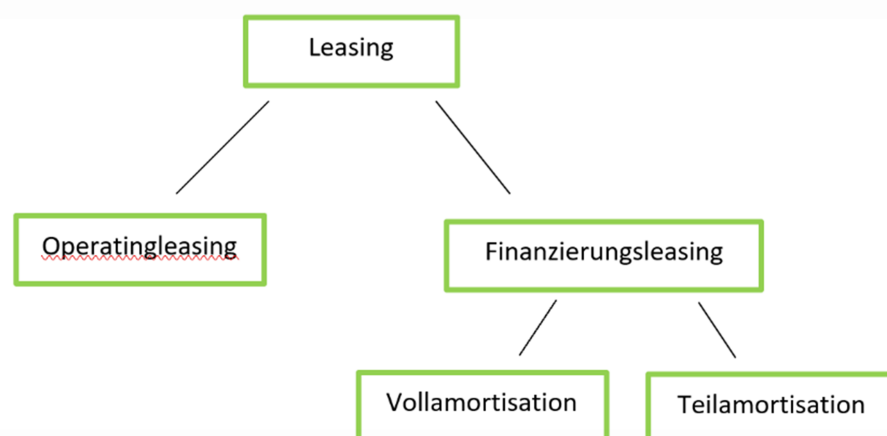 Leasing
Operatingleasing
Finanzierungsleasing
Vollamortisation
Teilamortisation